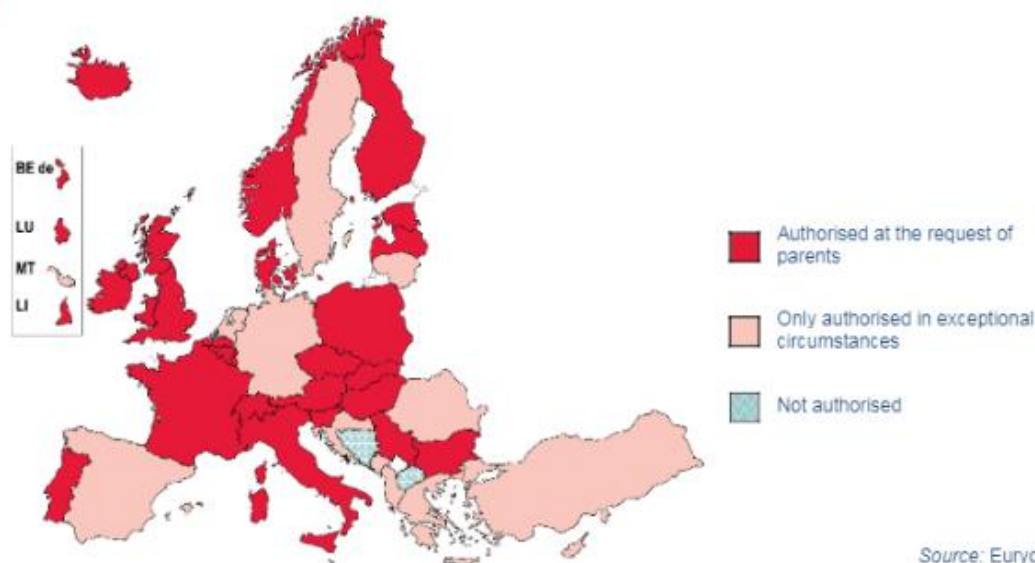 BE de
LU
MT
LI
Authorised at the request of
parents
Only authorised in exceptional
circumstances
Not authorised
Source: Euryd